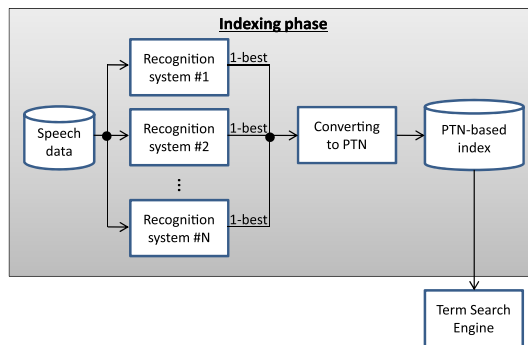 Indexing phase
Recognition
system #1
1-best
Speech
data
Recognition
system #2
1-best
Converting
to PTN
PTN-based
index
...
Recognition
system #N
1-best
Term Search
Engine